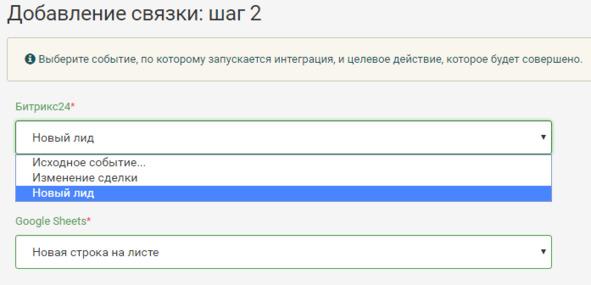 Добавление связки: шаг 2
Выберите событие, по которому запускается интеграция, и целевое действие, которое будет совершено.
Битрикс24*
Новый лид
Исходное событие...
Изменение сделки
Новый лид
Google Sheets*
Новая строка на листе